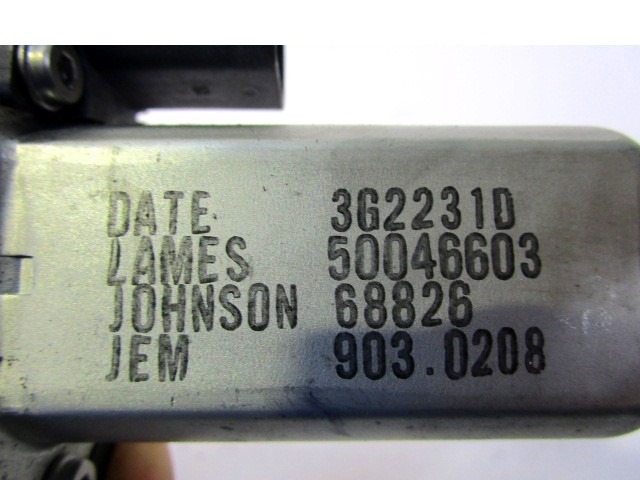 DATE 3G2231D
LAMES 50046603
JOHNSON 68826
JEM 903.0208